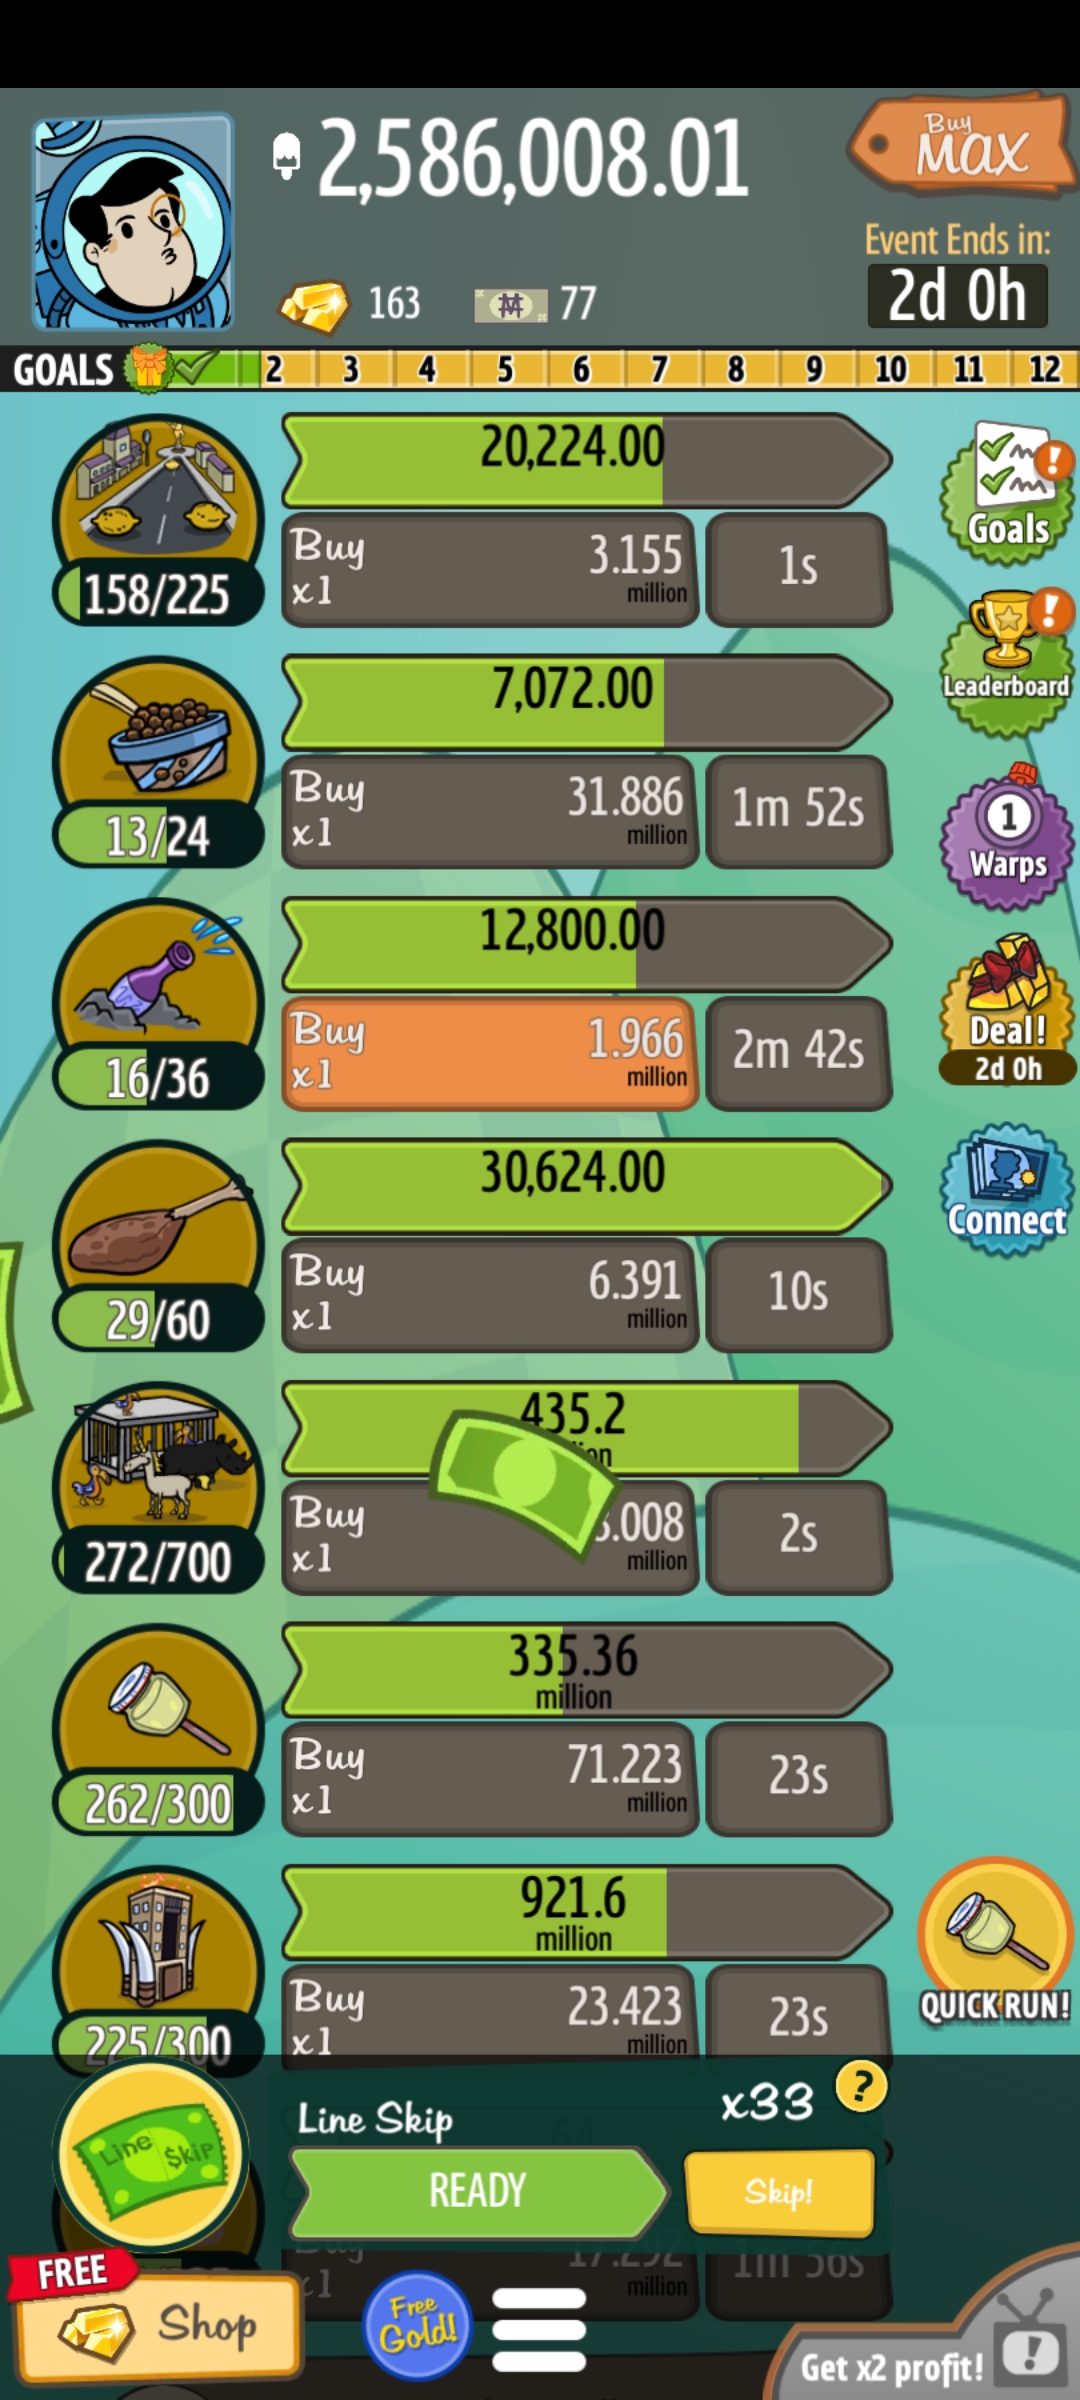 2,586,008.01
Buy
MAX
Event Ends in:
2d 0h
163
77
GOALS 2 3 4 5 6 7 8 9 10 11 12
20,224.00
Buy
x1
3.155
million
1s
158/225
Goals
7,072.00
Buy
x1
31.886
million
1m 52s
13/24
Leaderboard
12,800.00
Buy
x1
1.966
million
2m 42s
16/36
1
Warps
Deal!
2d 0h
30,624.00
Buy
x1
6.391
million
10s
29/60
Connect
435.2
Buy
x1
.008
million
2s
272/700
335.36
million
Buy
x1
71.223
million
23s
262/300
921.6
million
Buy
x1
23.423
million
23s
225/300
QUICK RUN!
Line Skip
Line Skip
x33
?
READY
Skip!
64
Buy
x1
17.292
million
1m 56s
FREE
Shop
Free
Gold!
Get x2 profit!